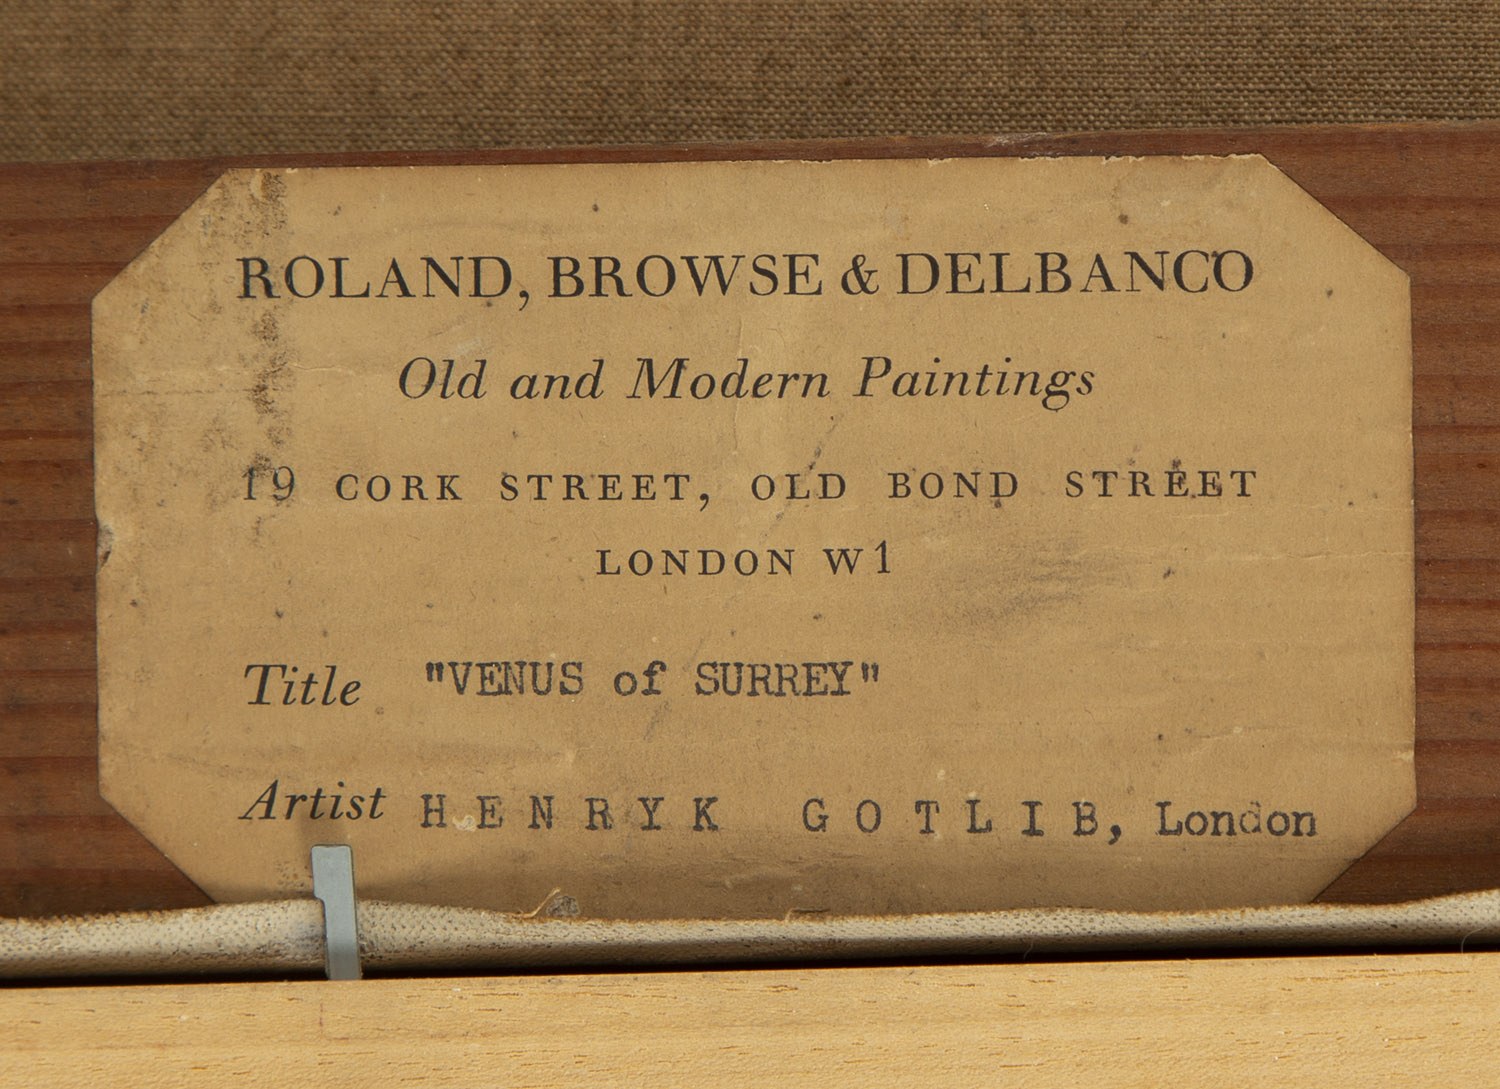 ROLAND, BROWSE & DELBANCO
Old and Modern Paintings
19 CORK STREET, OLD BOND STREET
LONDON W1
Title "VENUS of SURREY"
Artist HENRYK GOTLIB, London